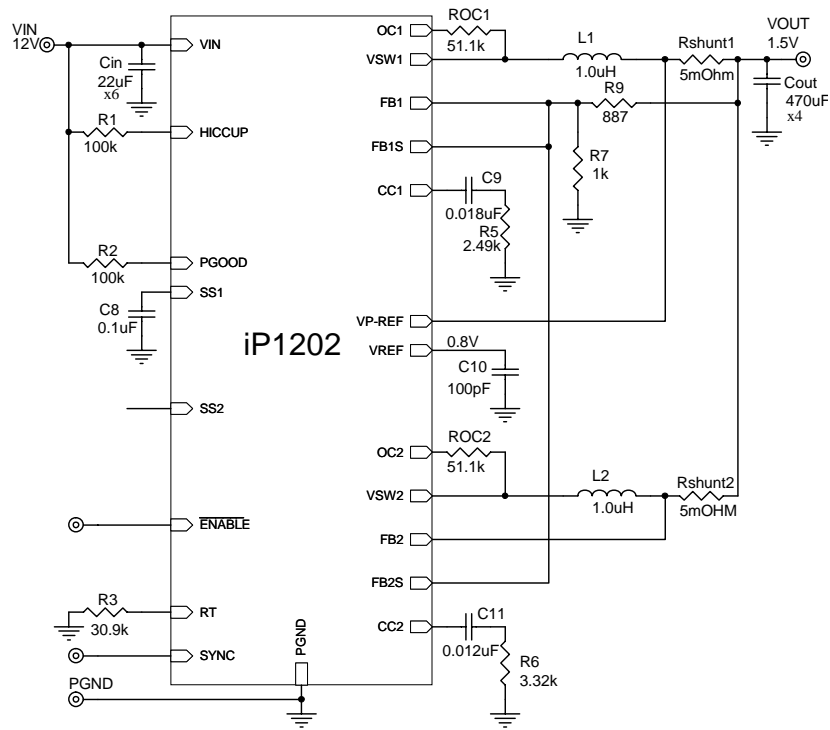 VIN
12V
VIN
Cin
22uF
x6
R1
100k
HICCUP
R2
100k
PGOOD
SS1
C8
0.1uF
iP1202
SS2
ENABLE
R3
30.9k
RT
SYNC
PGND
PGND
OC1
ROC1
51.1k
VSW1
L1
1.0uH
Rshunt1
5mOhm
VOUT
1.5V
Cout
470uF
x4
FB1
R9
887
FB1S
R7
1k
CC1
C9
0.018uF
R5
2.49k
VP-REF
VREF
0.8V
C10
100pF
OC2
ROC2
51.1k
VSW2
L2
1.0uH
Rshunt2
5mOHM
FB2
FB2S
CC2
C11
0.012uF
R6
3.32k